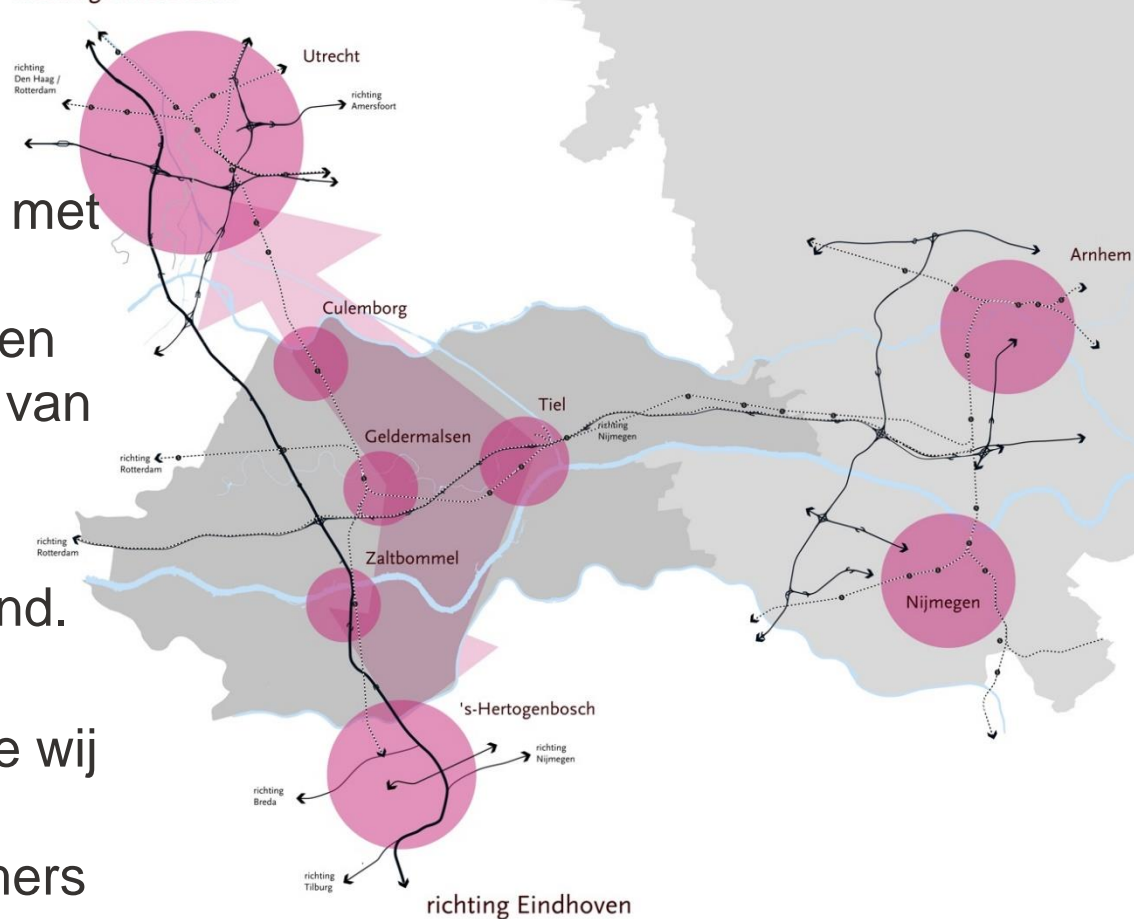 Utrecht
richting
Den Haag /
Rotterdam
richting
Amersfoort
met
Arnhem
Culemborg
en
van
Tiel
richting
Nijmegen
Geldermalsen
richting
Rotterdam
richting
Rotterdam
Zaltbommel
nd.
Nijmegen
's-Hertogenbosch
e wij
richting
Nijmegen
richting
Breda
ners
richting
Tilburg
richting Eindhoven